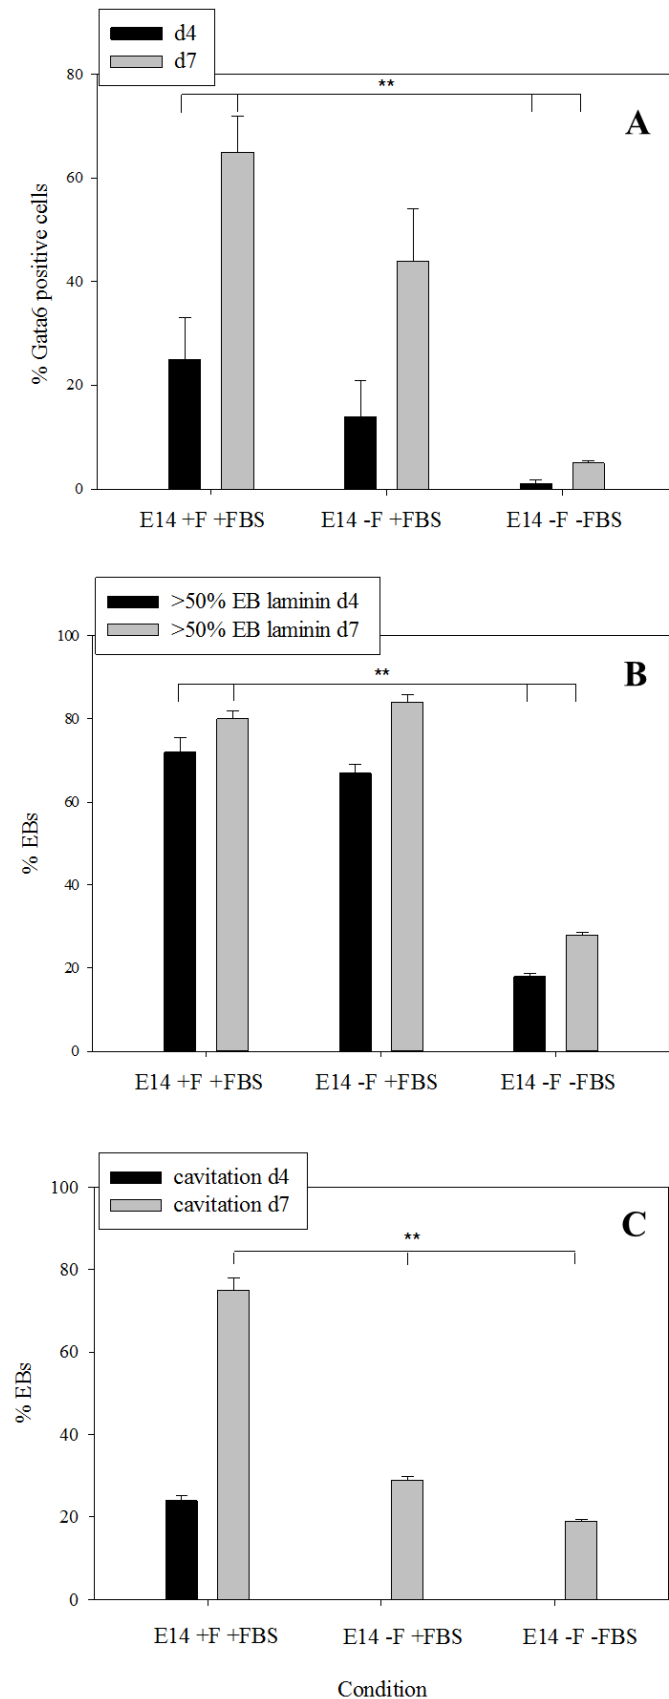 d4
d7
80
**
A
60
% Gata6 positive cells
40
20
0
E14 +F +FBS E14 -F +FBS E14 -F -FBS
>50% EB laminin d4
>50% EB laminin d7
100
**
B
80
60
% EBs
40
20
0
E14 +F +FBS E14 -F +FBS E14 -F -FBS
cavitation d4
cavitation d7
100
**
C
80
60
% EBs
40
20
0
E14 +F +FBS E14 -F +FBS E14 -F -FBS
Condition